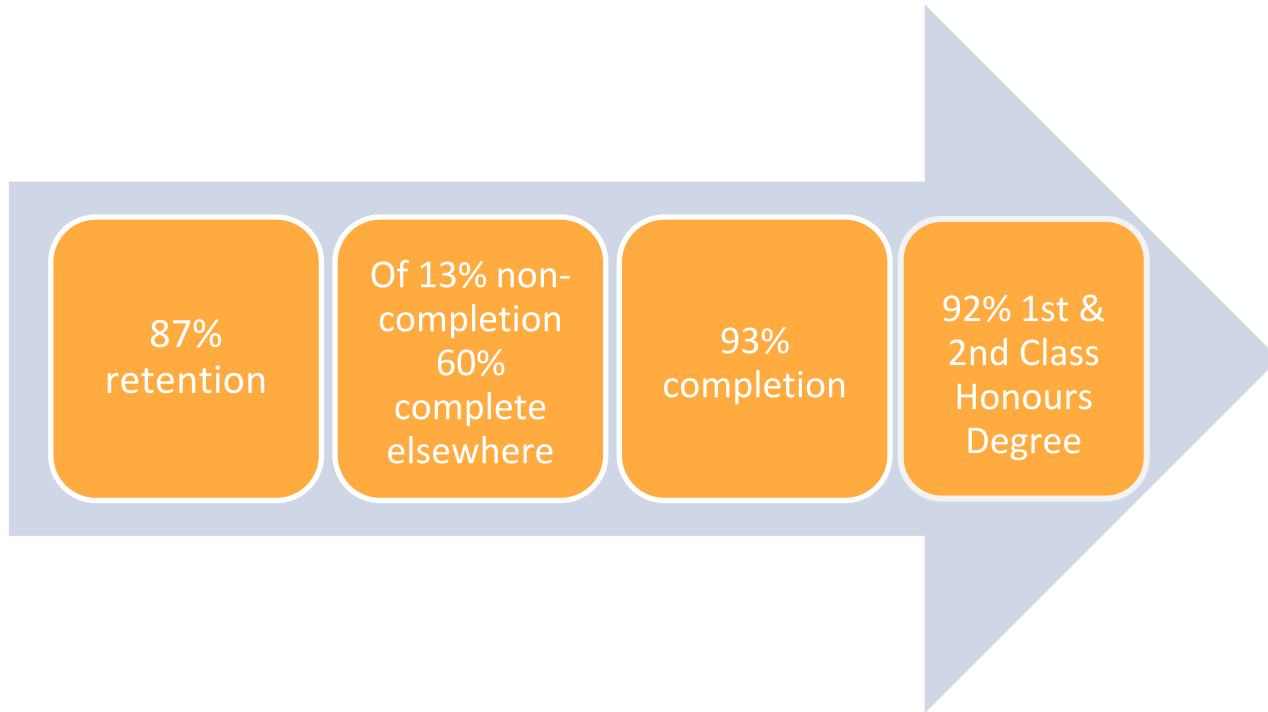 87%
retention
Of 13% non-
completion
60%
complete
elsewhere
93%
completion
92% 1st &
2nd Class
Honours
Degree